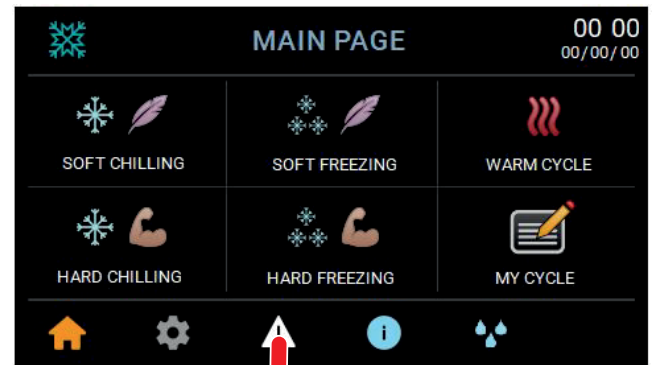 MAIN PAGE
00 00
00/00/00
SOFT CHILLING
SOFT FREEZING
WARM CYCLE
HARD CHILLING
HARD FREEZING
MY CYCLE
i